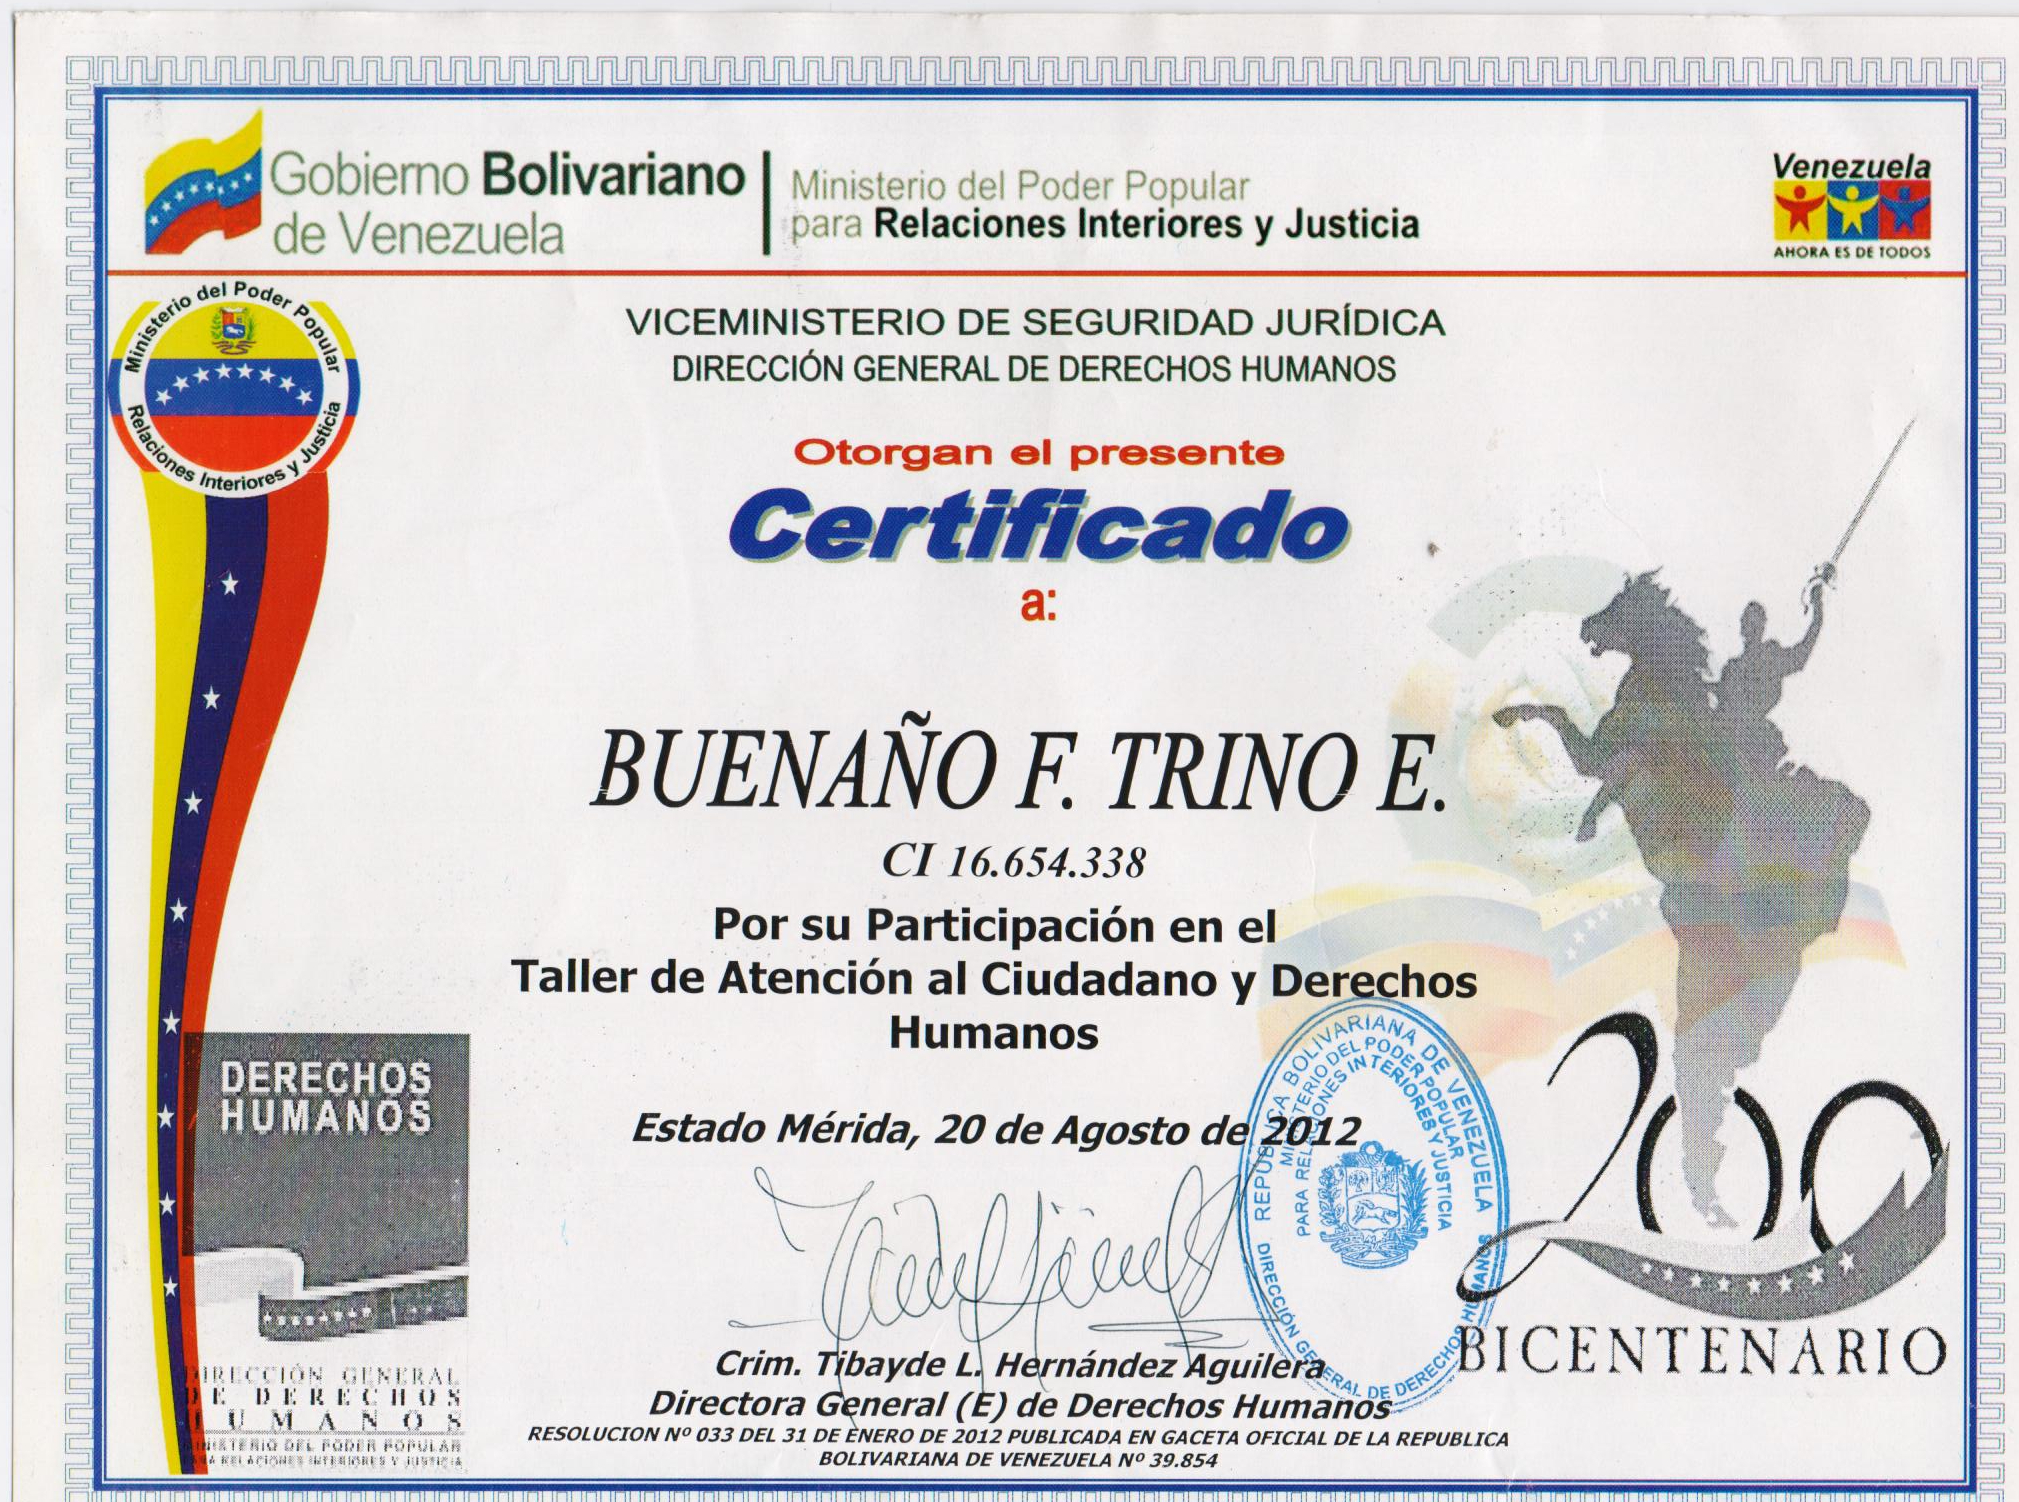 Gobierno Bolivariano
de Venezuela
Ministerio del Poder Popular
para Relaciones Interiores y Justicia
Venezuela
AHORA ES DE TODOS
Ministerio del Poder Popular
Relaciones Interiores y Justicia
VICEMINISTERIO DE SEGURIDAD JURÍDICA
DIRECCIÓN GENERAL DE DERECHOS HUMANOS
Otorgan el presente
Certificado
a:
BUENAÑO F. TRINO E.
CI 16.654.338
Por su Participación en el
Taller de Atención al Ciudadano y Derechos
Humanos
Estado Mérida, 20 de Agosto de 2012
DERECHOS
HUMANOS
DIRECCIÓN GENERAL
DE DERECHOS
HUMANOS
MINISTERIO DEL PODER POPULAR
PARA RELACIONES INTERIORES Y JUSTICIA
REPÚBLICA BOLIVARIANA DE VENEZUELA
MINISTERIO DEL PODER POPULAR
PARA RELACIONES INTERIORES Y JUSTICIA
DIRECCIÓN GENERAL DE DERECHOS HUMANOS
200
BICENTENARIO
Crim. Tibayde L. Hernández Aguilera
Directora General (E) de Derechos Humanos
RESOLUCION Nº 033 DEL 31 DE ENERO DE 2012 PUBLICADA EN GACETA OFICIAL DE LA REPUBLICA
BOLIVARIANA DE VENEZUELA Nº 39.854